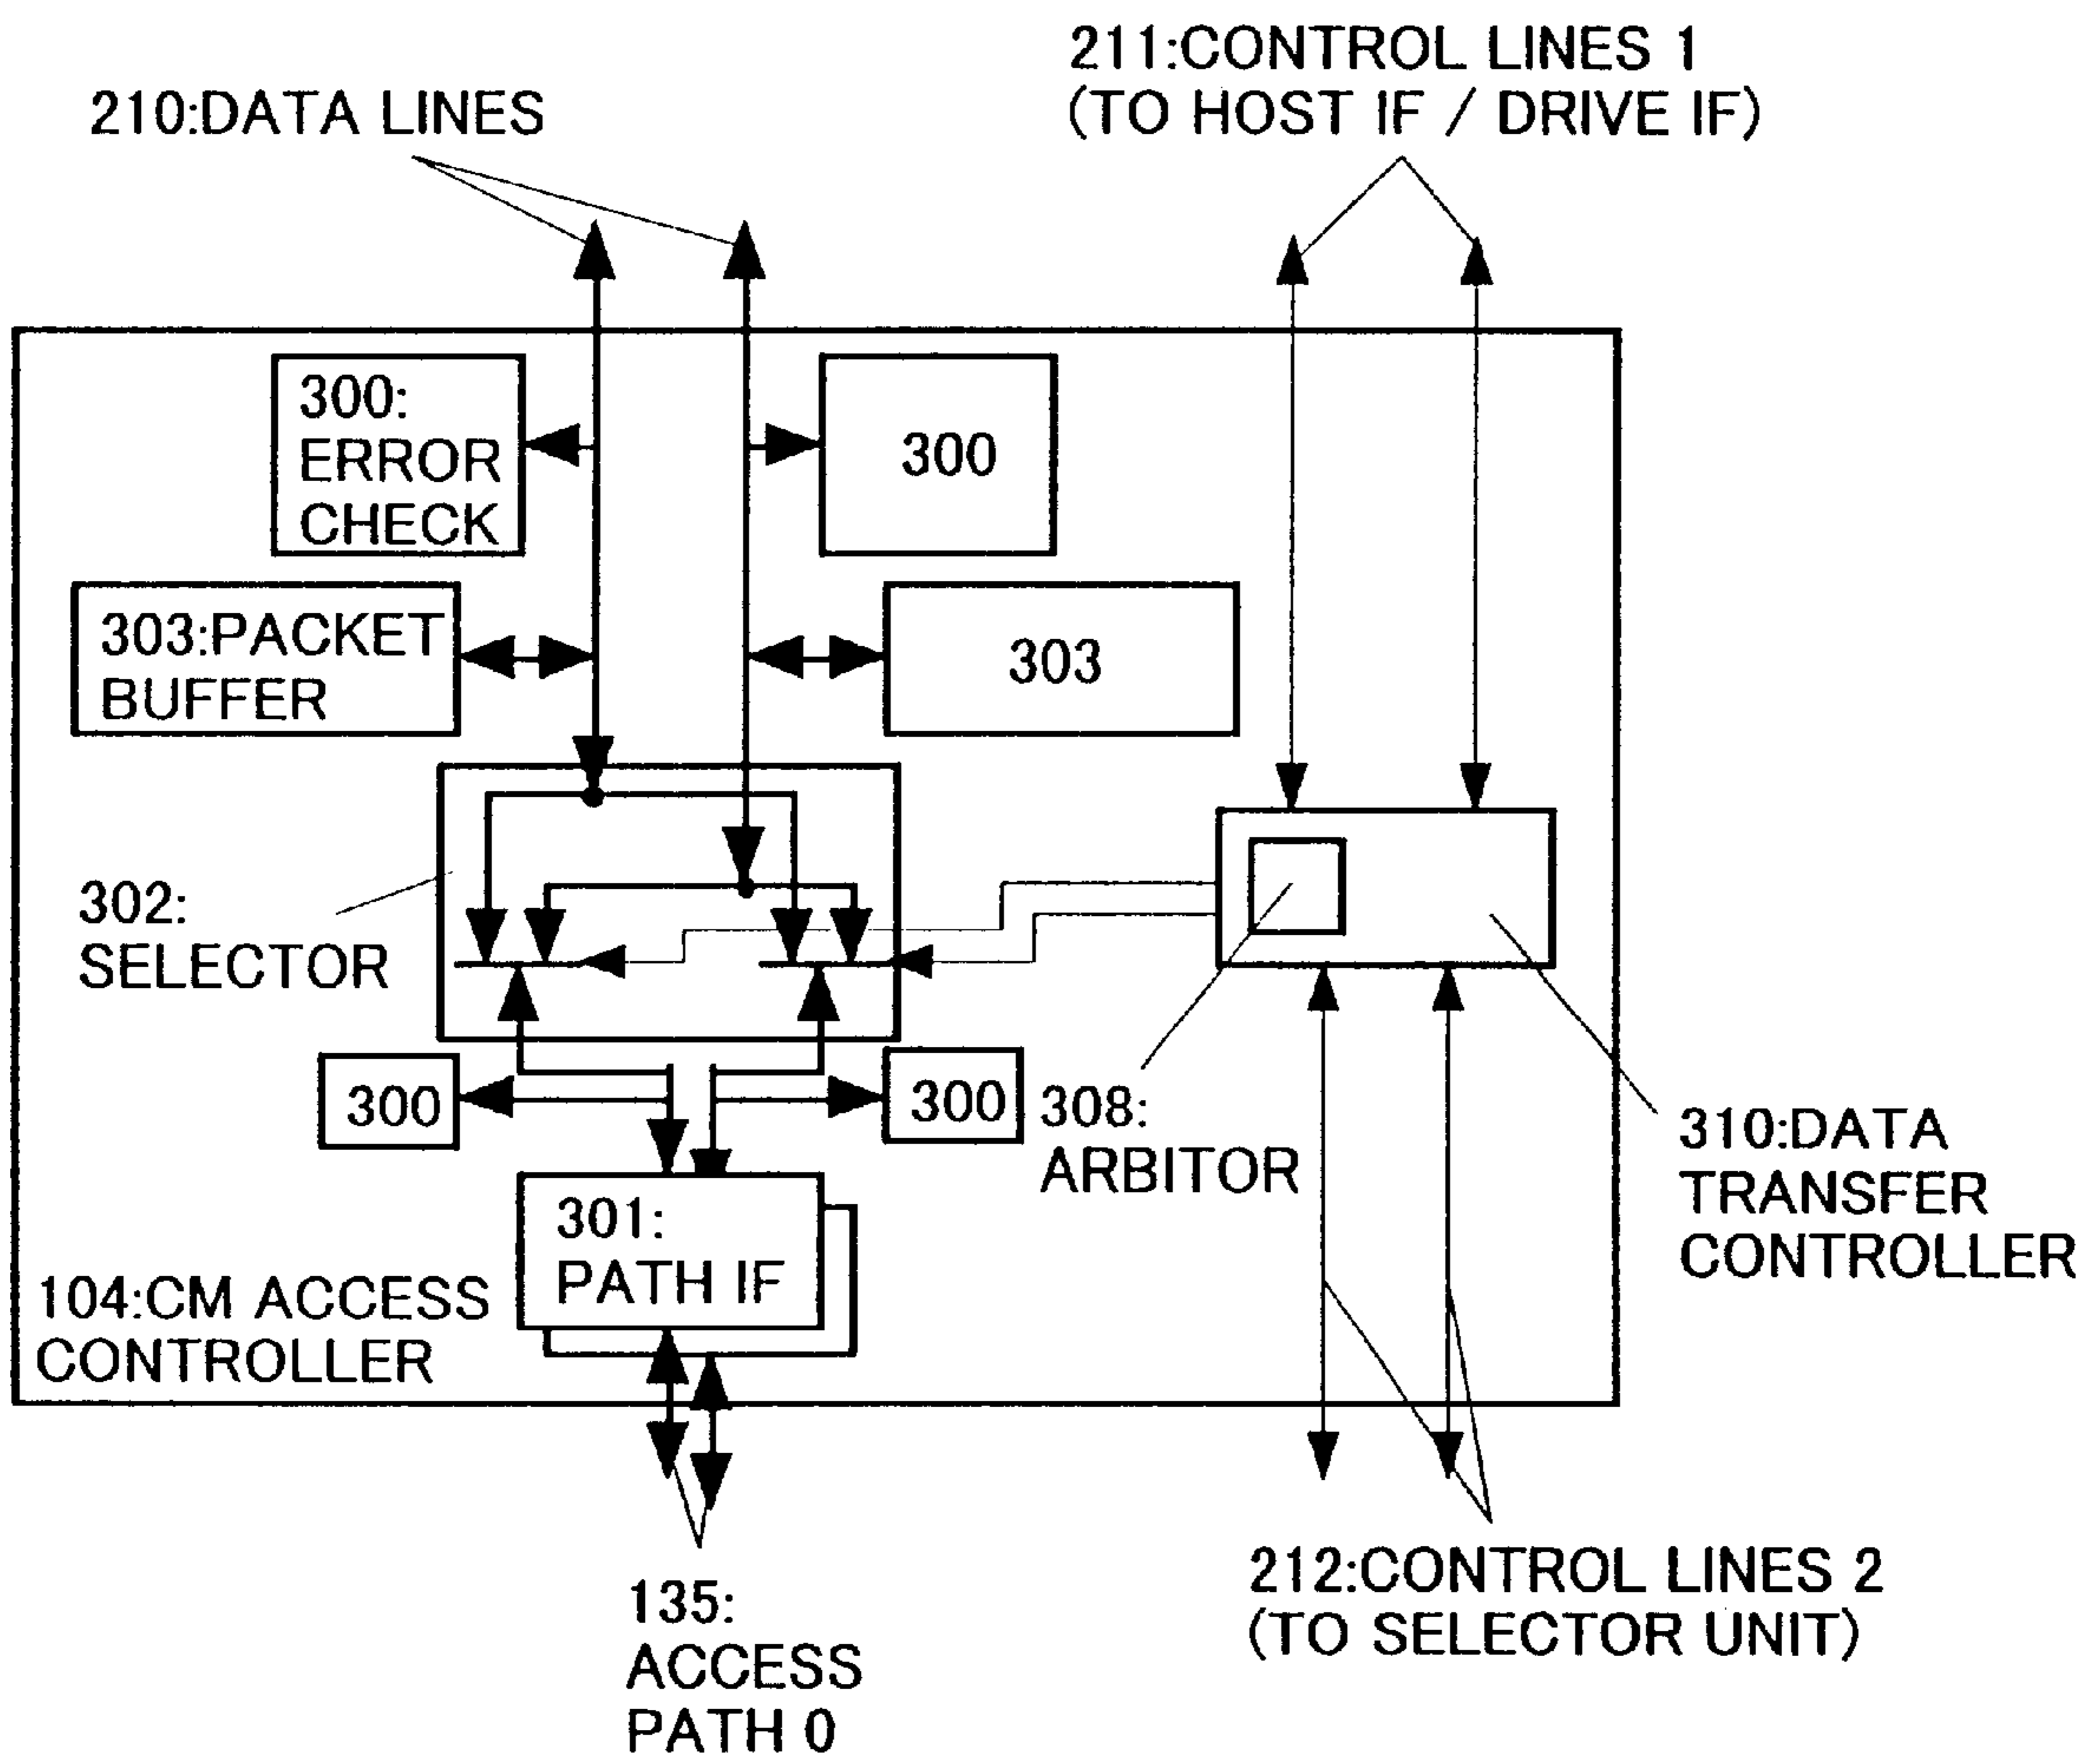 211:CONTROL LINES 1
(TO HOST IF / DRIVE IF)
210:DATA LINES
300:
ERROR
CHECK
300
303:PACKET
BUFFER
303
302:
SELECTOR
300
300
308:
ARBITOR
310:DATA
TRANSFER
CONTROLLER
301:
PATH IF
104:CM ACCESS
CONTROLLER
212:CONTROL LINES 2
(TO SELECTOR UNIT)
135:
ACCESS
PATH 0